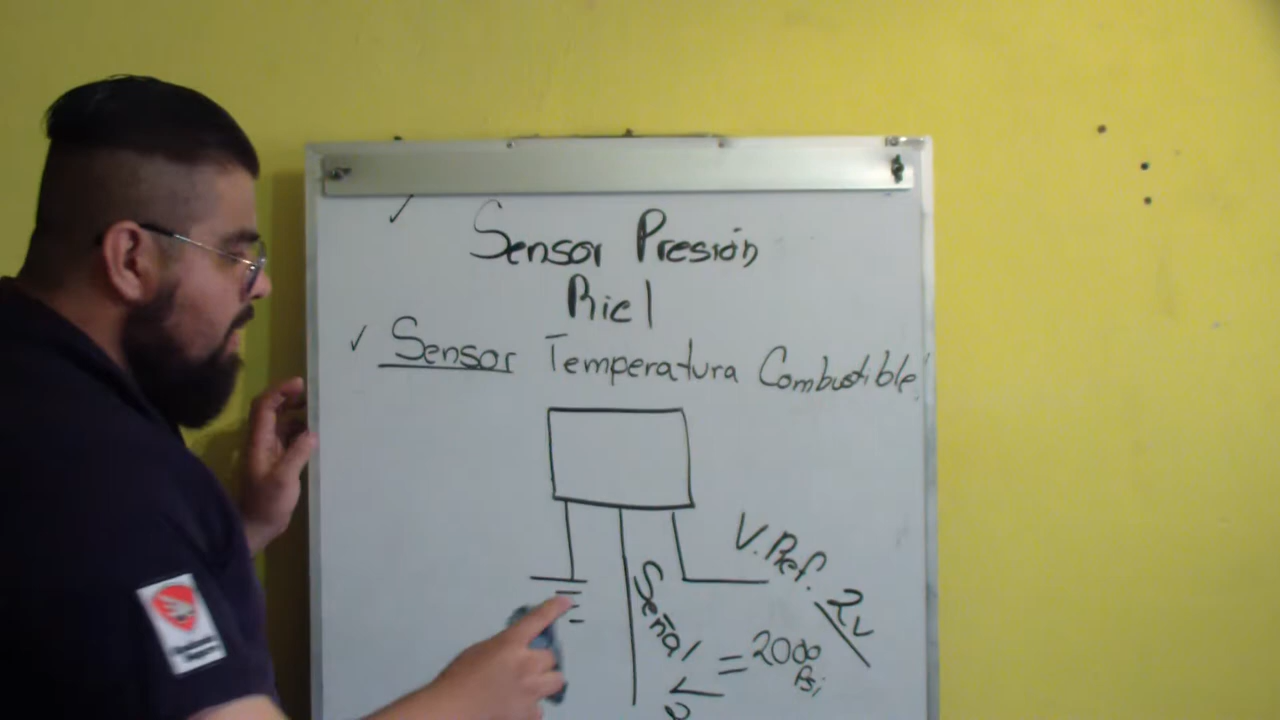 Sensor Presión
Riel
Sensor Temperatura Combustible
V.Ref. 2v
Señal
= 2000
Psi